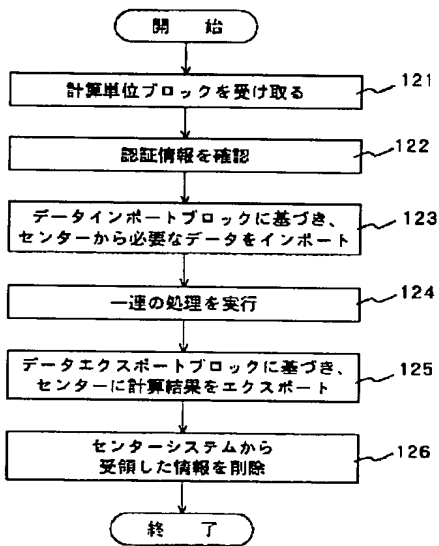 開始
計算単位ブロックを受け取る
121
認証情報を確認
122
データインポートブロックに基づき、
センターから必要なデータをインポート
123
一連の処理を実行
124
データエクスポートブロックに基づき、
センターに計算結果をエクスポート
125
センターシステムから
受領した情報を削除
126
終了